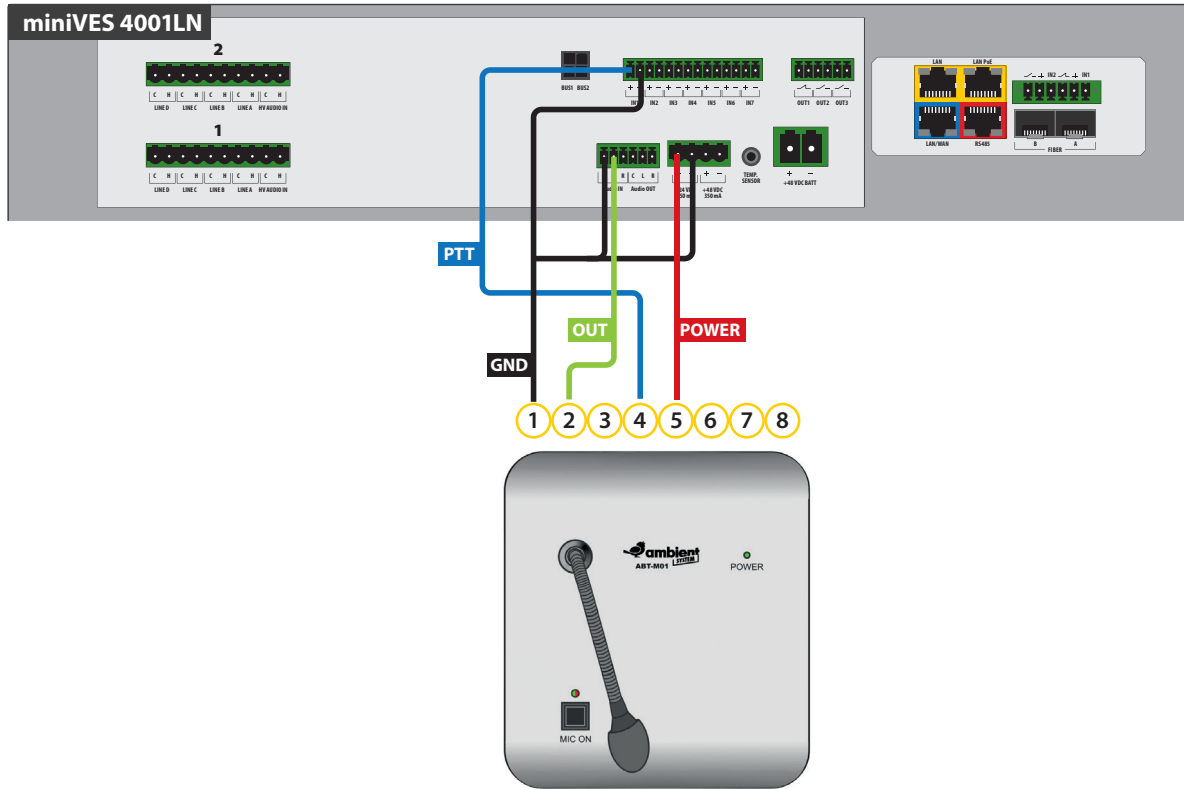 miniVES 4001LN
2
C H C H C H C H C H
LINE D LINE C LINE B LINE A HV AUDIO IN
1
C H C H C H C H C H
LINE D LINE C LINE B LINE A HV AUDIO IN
BUS1 BUS2
+ - + - + - + - + - + - + -
IN1 IN2 IN3 IN4 IN5 IN6 IN7
OUT1 OUT2 OUT3
R C L R
IN Audio OUT
+ - 
+48 VDC
350 mA
TEMP.
SENSOR
+ -
+48 VDC BATT
LAN LAN PoE
LAN/WAN RS485
- + IN2 - + IN1
B A
FIBER
PTT
OUT
POWER
GND
1 2 3 4 5 6 7 8
ambient
SYSTEM
ABT-M01
POWER
MIC ON